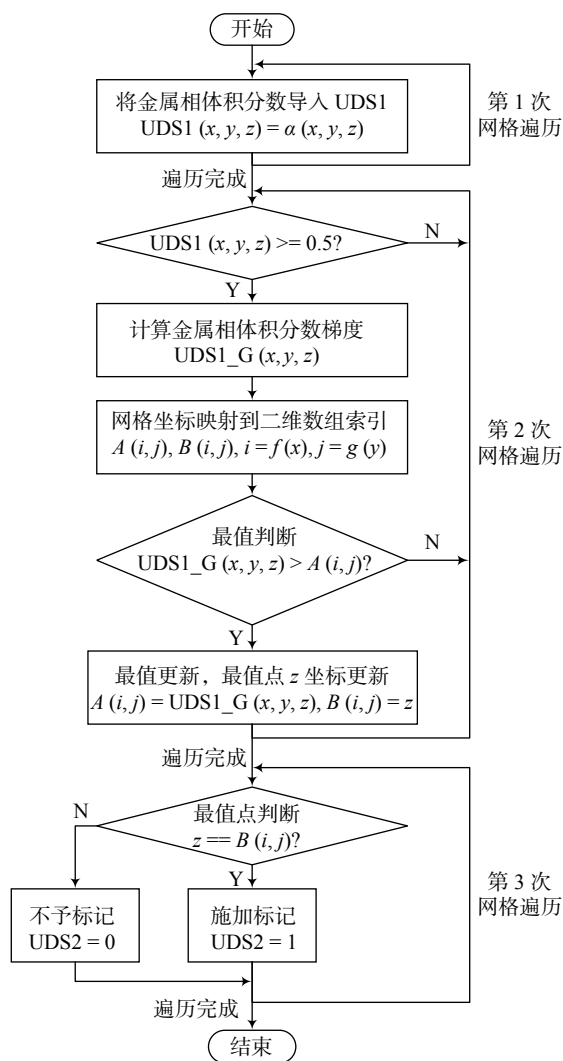 开始
将金属相体积分数导入 UDS1
UDS1 (x, y, z) = α (x, y, z)
第 1 次
网格遍历
遍历完成
UDS1 (x, y, z) >= 0.5?
N
Y
计算金属相体积分数梯度
UDS1_G (x, y, z)
网格坐标映射到二维数组索引
A (i, j), B (i, j), i = f (x), j = g (y)
第 2 次
网格遍历
最值判断
UDS1_G (x, y, z) > A (i, j)?
N
Y
最值更新，最值点 z 坐标更新
A (i, j) = UDS1_G (x, y, z), B (i, j) = z
遍历完成
最值点判断
z == B (i, j)?
N
Y
不予标记
UDS2 = 0
施加标记
UDS2 = 1
第 3 次
网格遍历
遍历完成
结束